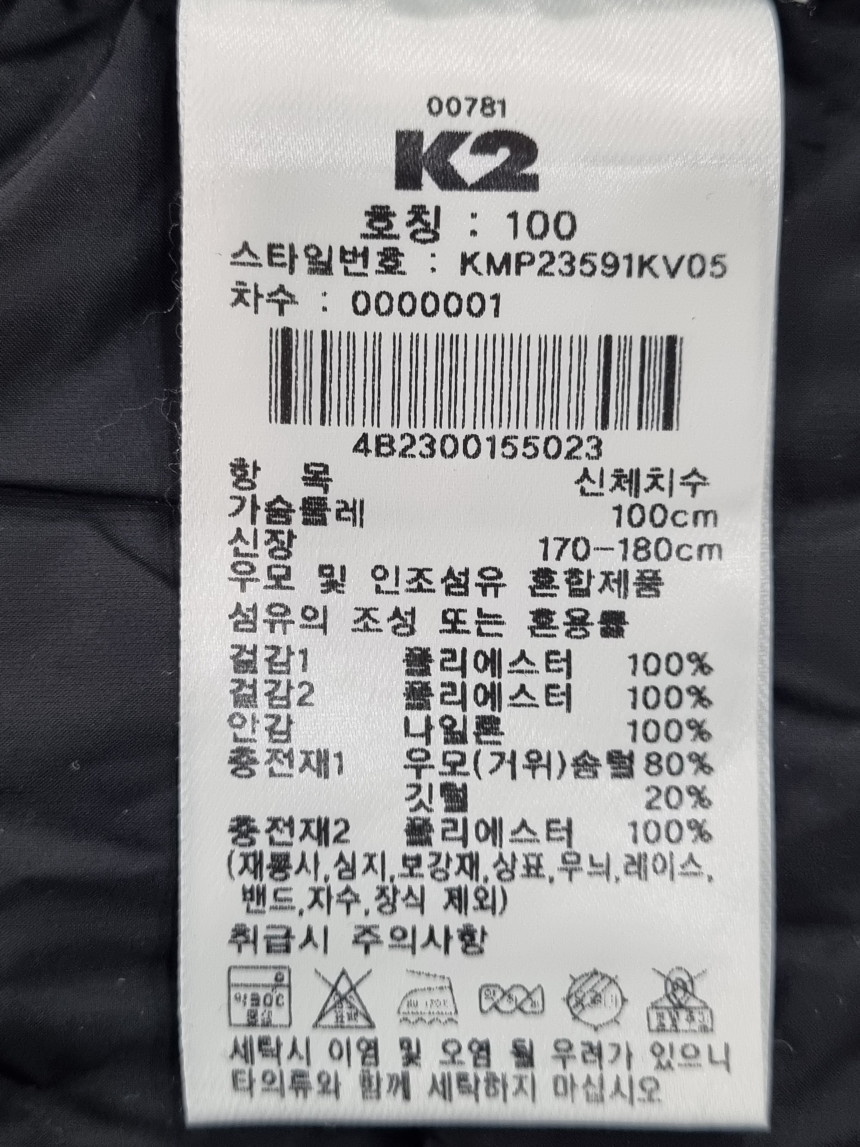 00781
K2
호칭 : 100
스타일번호 : KMP23591KV05
차수 : 0000001
4B2300155023
항 목 신체치수
가슴둘레 100cm
신장 170-180cm
우모 및 인조섬유 혼합제품
섬유의 조성 또는 혼용률
겉감1 폴리에스터 100%
겉감2 폴리에스터 100%
안감 나일론 100%
충전재1 우모(거위)솜털 80%
깃털 20%
충전재2 폴리에스터 100%
(재봉사,심지,보강재,상표,무늬,레이스,
밴드,자수,장식 제외)
취급시 주의사항
약30℃
중성
세탁시 이염 및 오염 될 우려가 있으니
타의류와 함께 세탁하지 마십시오